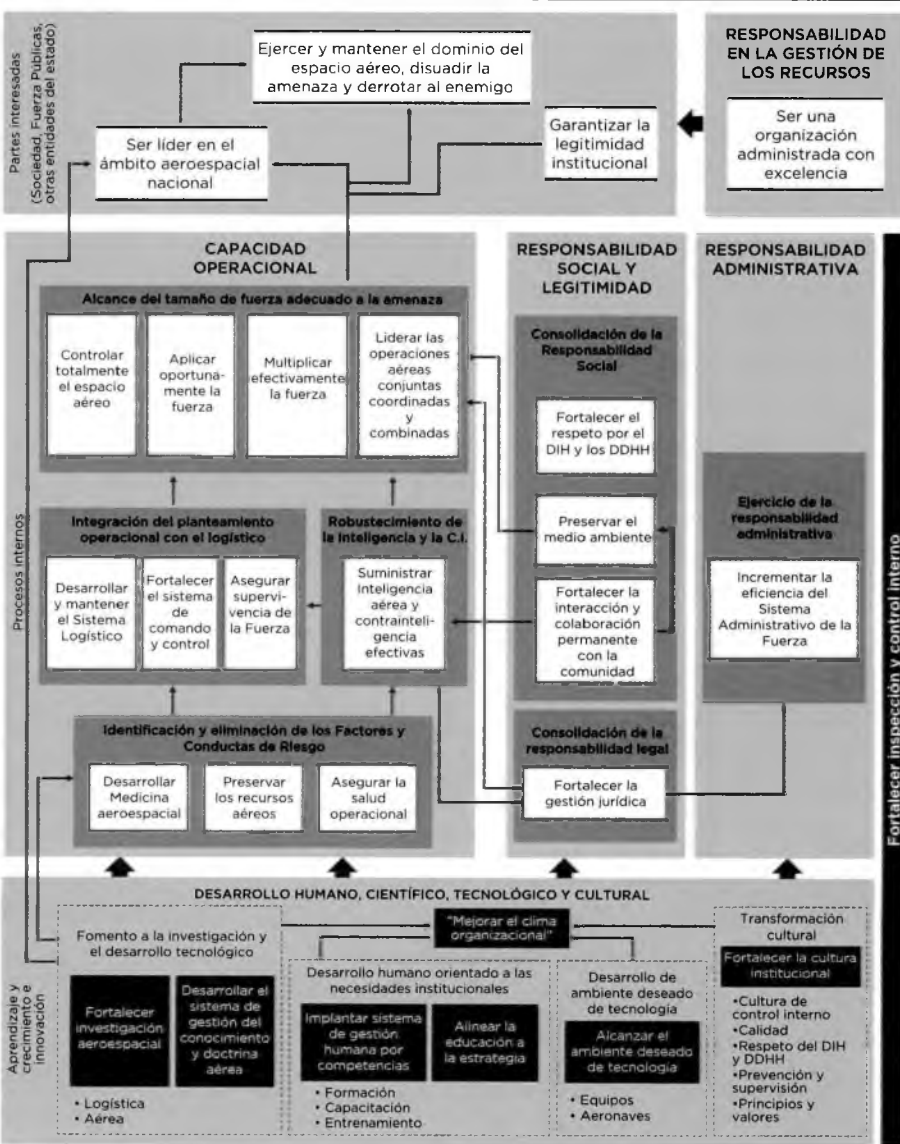 Partes interesadas
(Sociedad, Fuerza Públicas,
otras entidades del estado)
Ejercer y mantener el dominio del
espacio aéreo, disuadir la
amenaza y derrotar al enemigo
Ser líder en el
ámbito aeroespacial
nacional
Garantizar la
legitimidad
institucional
RESPONSABILIDAD
EN LA GESTIÓN DE
LOS RECURSOS
Ser una
organización
administrada con
excelencia
Procesos internos
CAPACIDAD
OPERACIONAL
Alcance del tamaño de fuerza adecuado a la amenaza
Controlar
totalmente
el espacio
aéreo
Aplicar
oportuna-
mente la
fuerza
Multiplicar
efectivamente
la fuerza
Liderar las
operaciones
aéreas
conjuntas
coordinadas
y
combinadas
Integración del planteamiento
operacional con el logístico
Desarrollar
y mantener
el Sistema
Logístico
Fortalecer
el sistema
de
comando
y control
Asegurar
supervi-
vencia de
la Fuerza
Robustecimiento de
la Inteligencia y la C.I.
Suministrar
Inteligencia
aérea y
contrainteli-
gencia
efectivas
Identificación y eliminación de los Factores y
Conductas de Riesgo
Desarrollar
Medicina
aeroespacial
Preservar
los recursos
aéreos
Asegurar la
salud
operacional
RESPONSABILIDAD
SOCIAL Y
LEGITIMIDAD
Consolidación de la
Responsabilidad
Social
Fortalecer el
respeto por el
DIH y los DDHH
Preservar el
medio ambiente
Fortalecer la
interacción y
colaboración
permanente
con la
comunidad
Consolidación de la
responsabilidad legal
Fortalecer la
gestión jurídica
RESPONSABILIDAD
ADMINISTRATIVA
Ejercicio de la
responsabilidad
administrativa
Incrementar la
eficiencia del
Sistema
Administrativo de la
Fuerza
Fortalecer inspección y control interno
Aprendizaje y
crecimiento e
innovación
DESARROLLO HUMANO, CIENTÍFICO, TECNOLÓGICO Y CULTURAL
"Mejorar el clima
organizacional"
Fomento a la investigación y
el desarrollo tecnológico
Fortalecer
investigación
aeroespacial
Desarrollar el
sistema de
gestión del
conocimiento
y doctrina
aérea
• Logística
• Aérea
Desarrollo humano orientado a las
necesidades institucionales
Implantar sistema
de gestión
humana por
competencias
Alinear la
educación a
la estrategia
• Formación
• Capacitación
• Entrenamiento
Desarrollo de
ambiente deseado
de tecnología
Alcanzar el
ambiente deseado
de tecnología
• Equipos
• Aeronaves
Transformación
cultural
Fortalecer la cultura
institucional
•Cultura de
control interno
•Calidad
•Respeto del DIH
y DDHH
•Prevención y
supervisión
•Principios y
valores